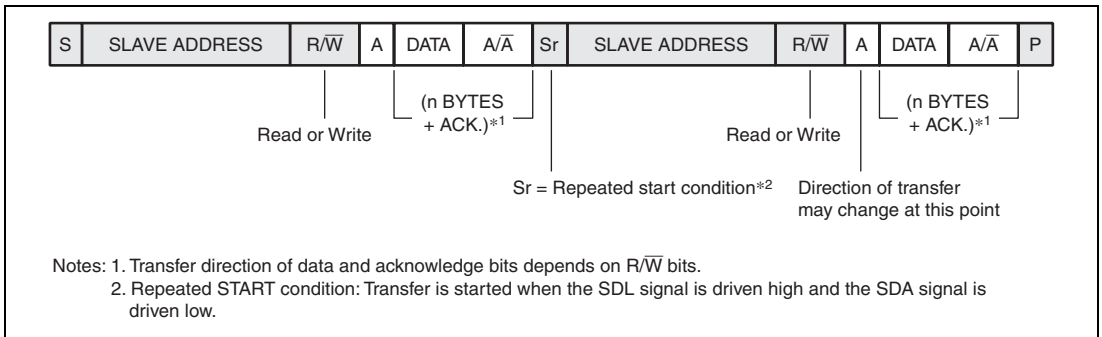 S SLAVE ADDRESS R/W̅ A DATA A/A̅ Sr SLAVE ADDRESS R/W̅ A DATA A/A̅ P
(n BYTES + ACK.)*1
(n BYTES + ACK.)*1
Read or Write
Read or Write
Sr = Repeated start condition*2
Direction of transfer
may change at this point
Notes: 1. Transfer direction of data and acknowledge bits depends on R/W̅ bits.
2. Repeated START condition: Transfer is started when the SDL signal is driven high and the SDA signal is
driven low.